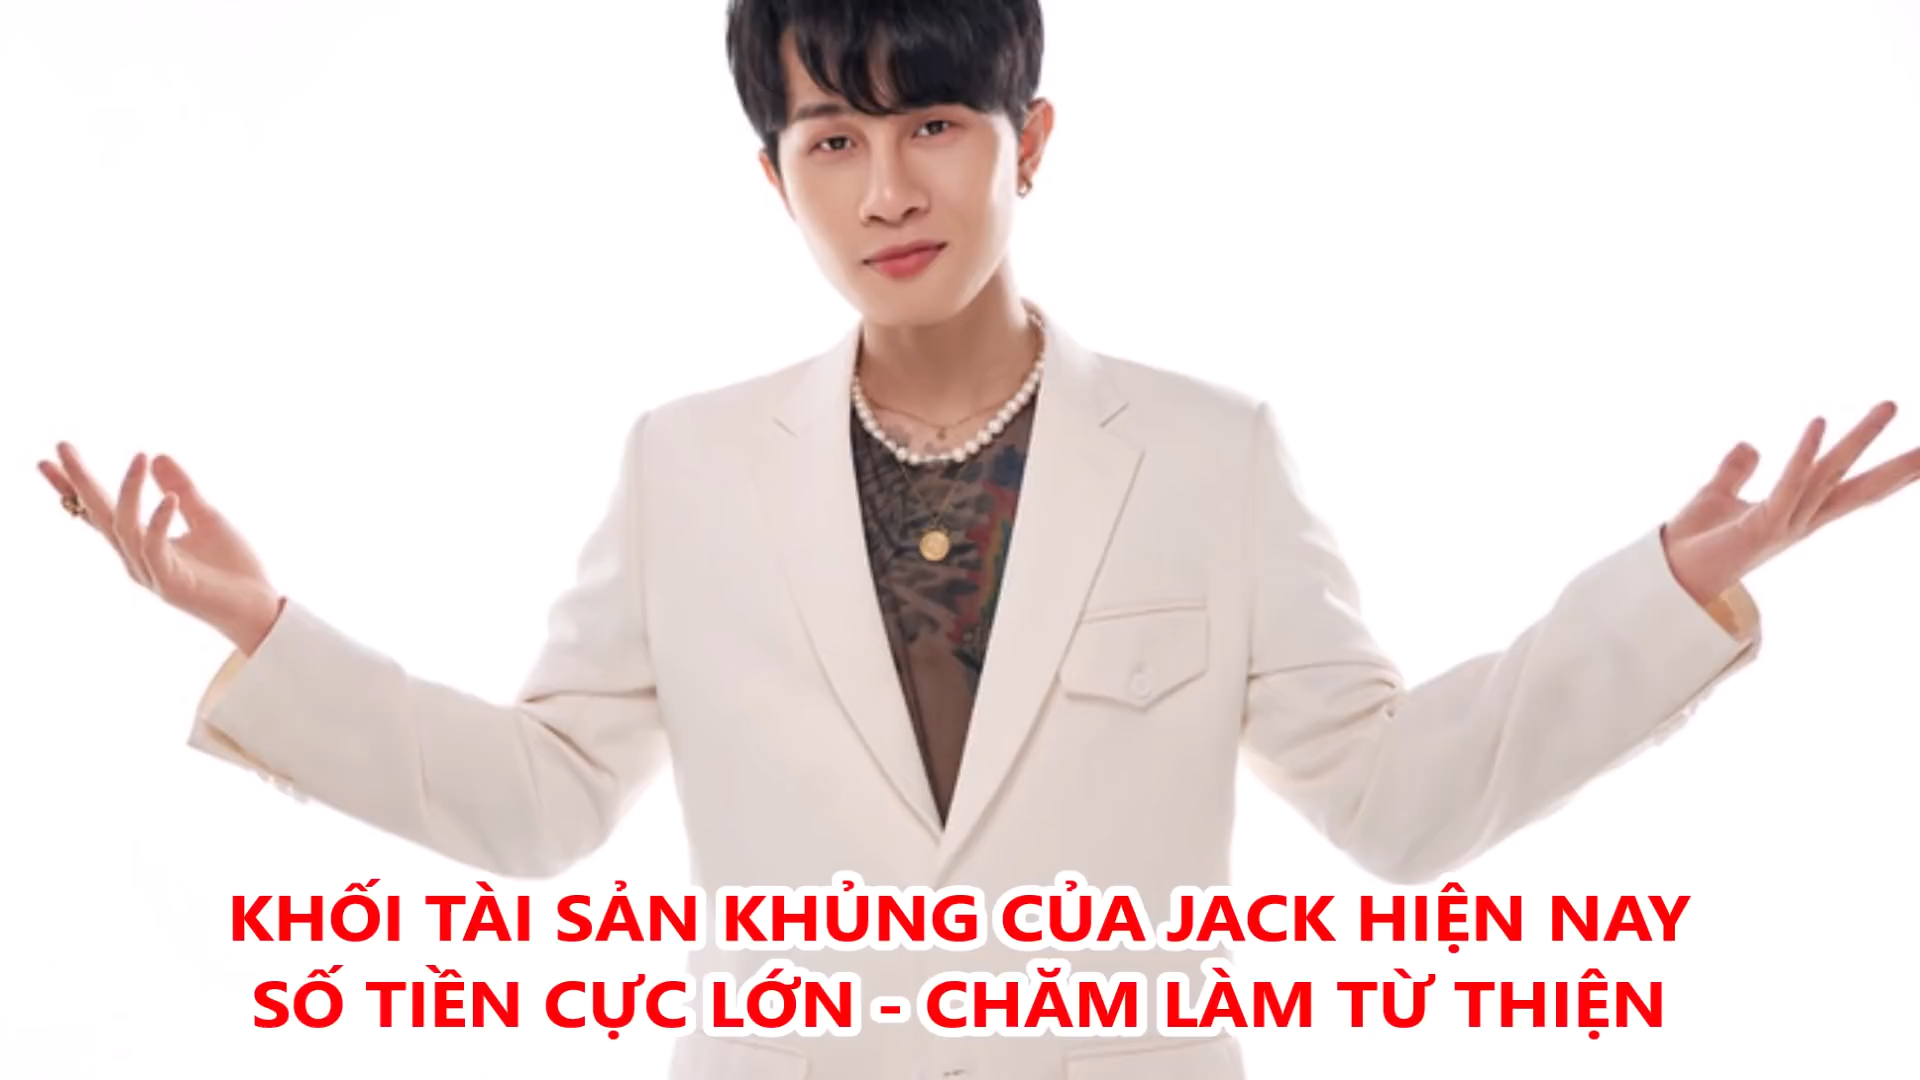 KHỐI TÀI SẢN KHỦNG CỦA JACK HIỆN NAY
SỐ TIỀN CỰC LỚN - CHĂM LÀM TỪ THIỆN